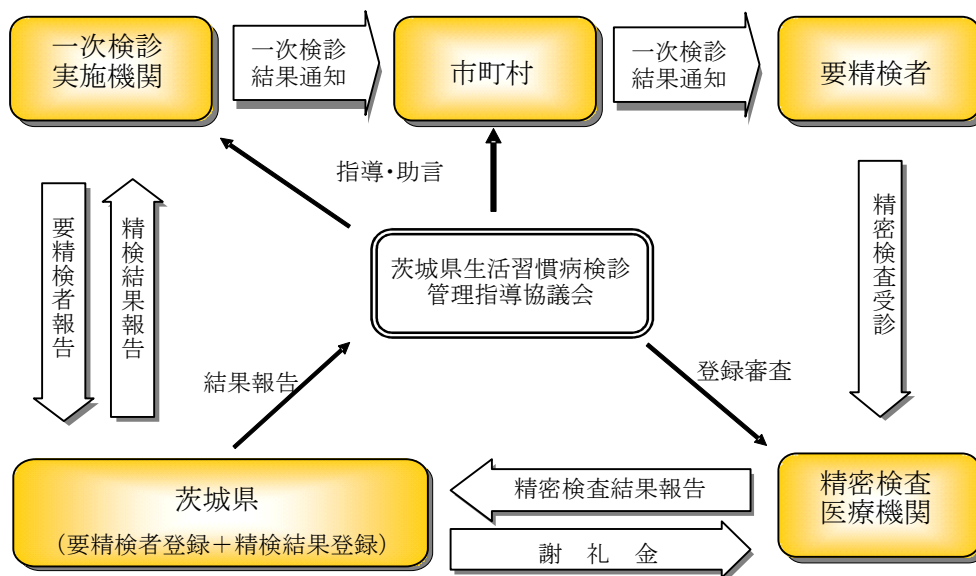 一次検診
実施機関
一次検診
結果通知
市町村
一次検診
結果通知
要精検者
指導・助言
要精検者報告
精検結果報告
茨城県生活習慣病検診
管理指導協議会
精密検査受診
結果報告
登録審査
茨城県
(要精検者登録＋精検結果登録)
精密検査結果報告
謝 礼 金
精密検査
医療機関